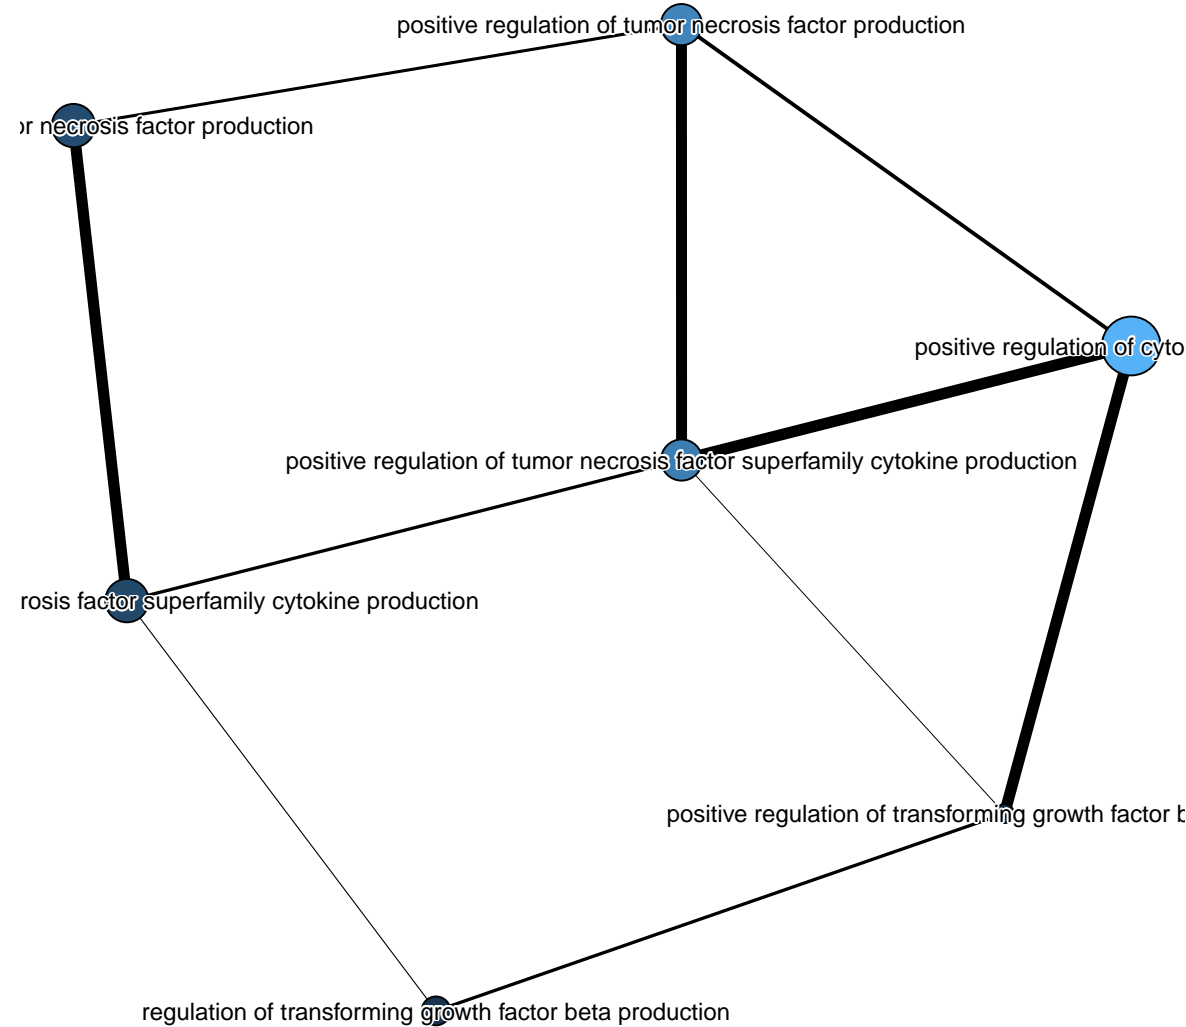 positive regulation of tumor necrosis factor production
or necrosis factor production
positive regulation of cyto
positive regulation of tumor necrosis factor superfamily cytokine production
rosis factor superfamily cytokine production
positive regulation of transforming growth factor b
regulation of transforming growth factor beta production